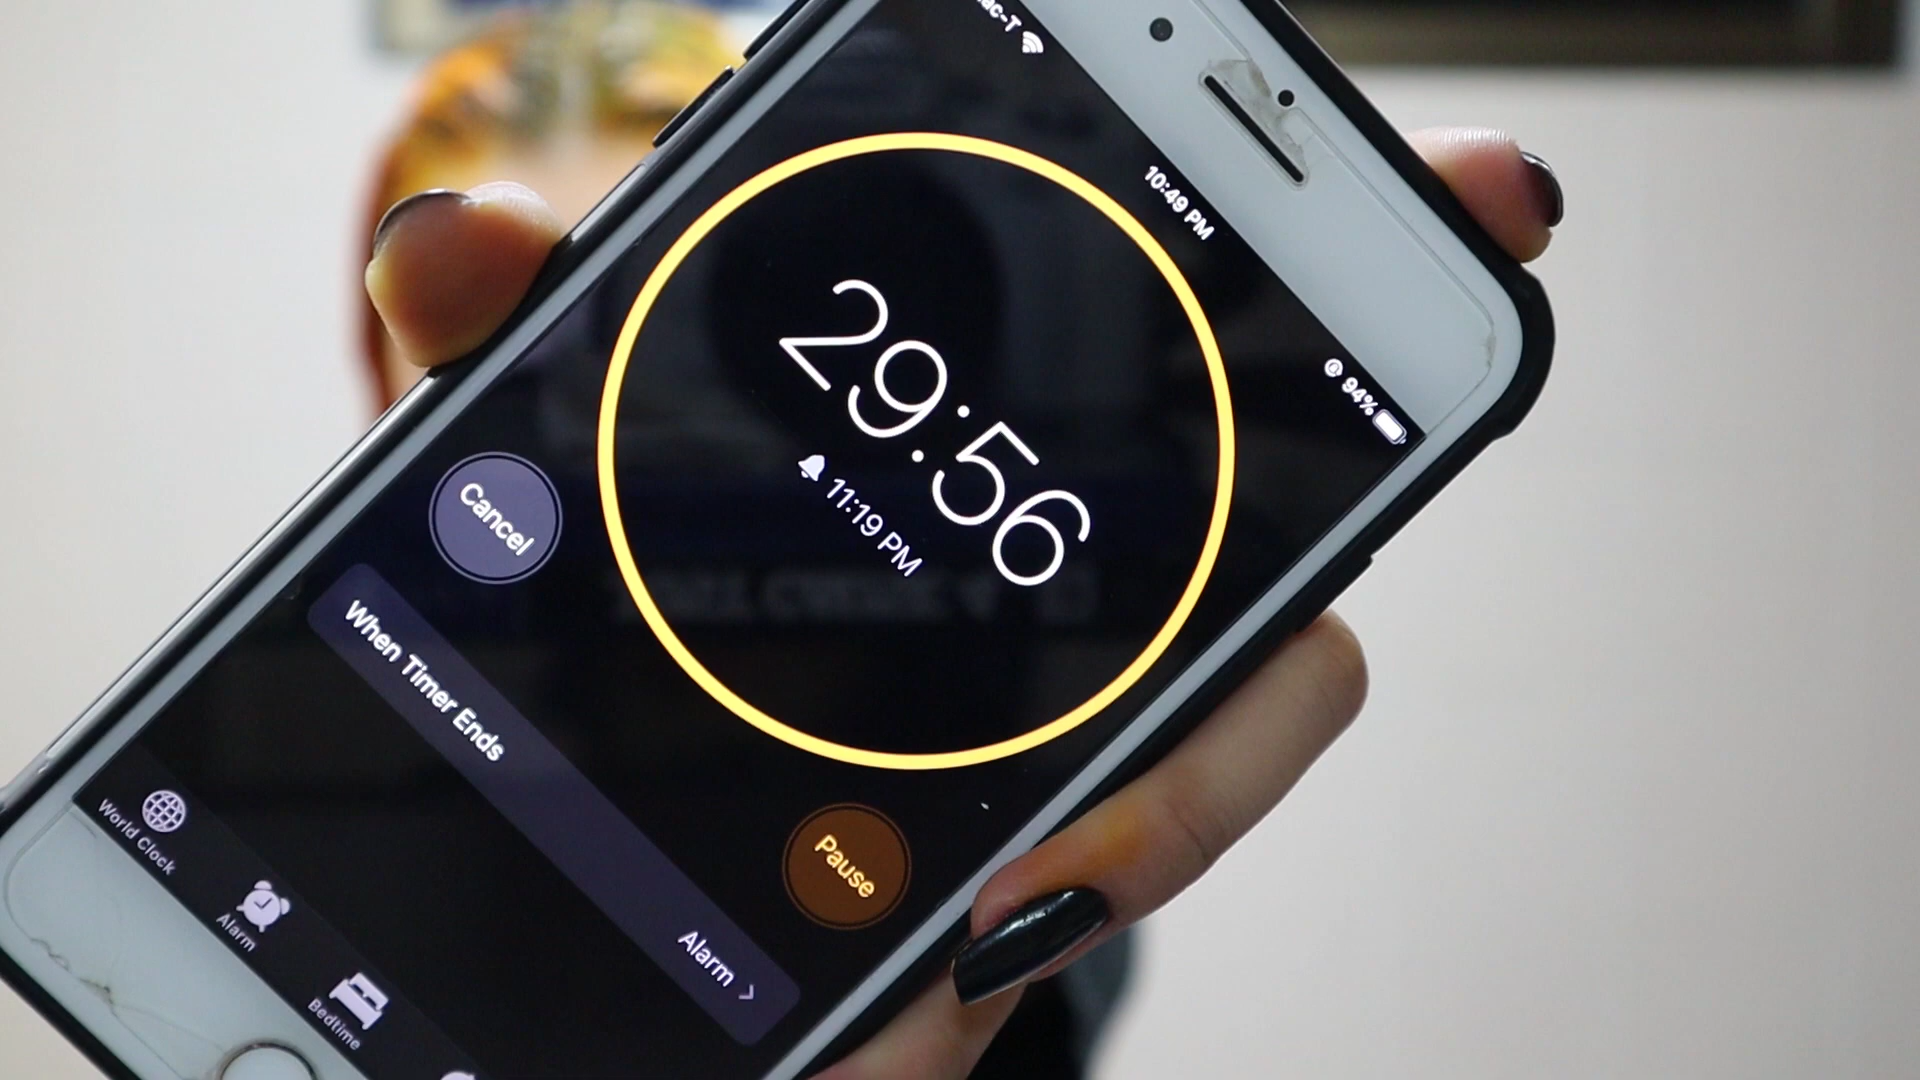 10:49 PM
94%
29:56
11:19 PM
Cancel
Pause
When Timer Ends
Alarm >
World Clock
Alarm
Bedtime